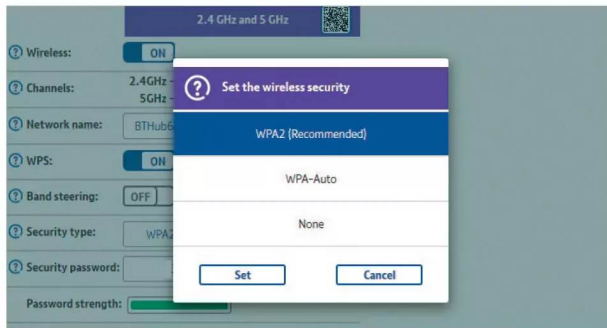 2.4 GHz and 5 GHz
Wireless: ON
Channels: 2.4GHz -
5GHz -
Network name: BTHub6
WPS: ON
Band steering: OFF
Security type: WPA2
Security password:
Password strength:
Set the wireless security
WPA2 (Recommended)
WPA-Auto
None
Set Cancel